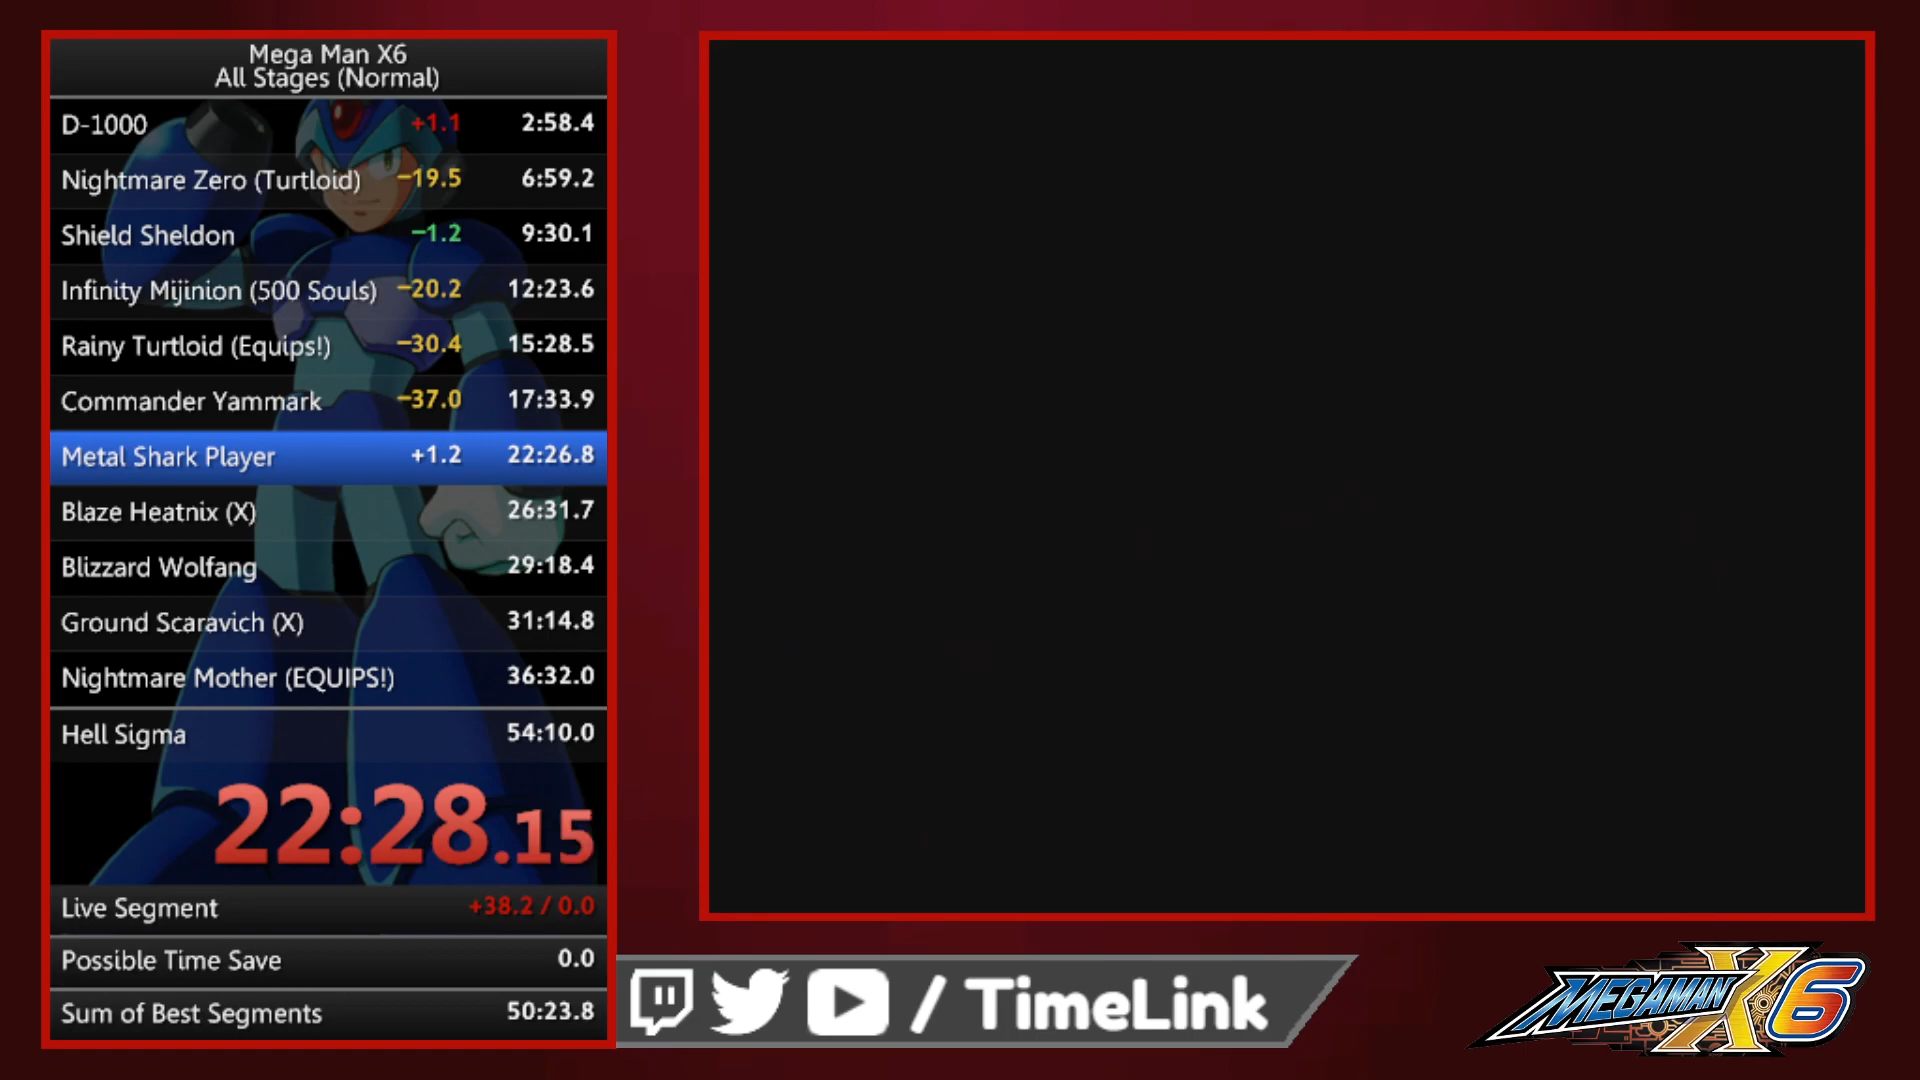 Mega Man X6
All Stages (Normal)
D-1000 +1.1 2:58.4
Nightmare Zero (Turtloid) −19.5 6:59.2
Shield Sheldon −1.2 9:30.1
Infinity Mijinion (500 Souls) −20.2 12:23.6
Rainy Turtloid (Equips!) −30.4 15:28.5
Commander Yammark −37.0 17:33.9
Metal Shark Player +1.2 22:26.8
Blaze Heatnix (X) 26:31.7
Blizzard Wolfang 29:18.4
Ground Scaravich (X) 31:14.8
Nightmare Mother (EQUIPS!) 36:32.0
Hell Sigma 54:10.0
22:28.15
Live Segment +38.2 / 0.0
Possible Time Save 0.0
Sum of Best Segments 50:23.8
/ TimeLink
MEGAMAN X6